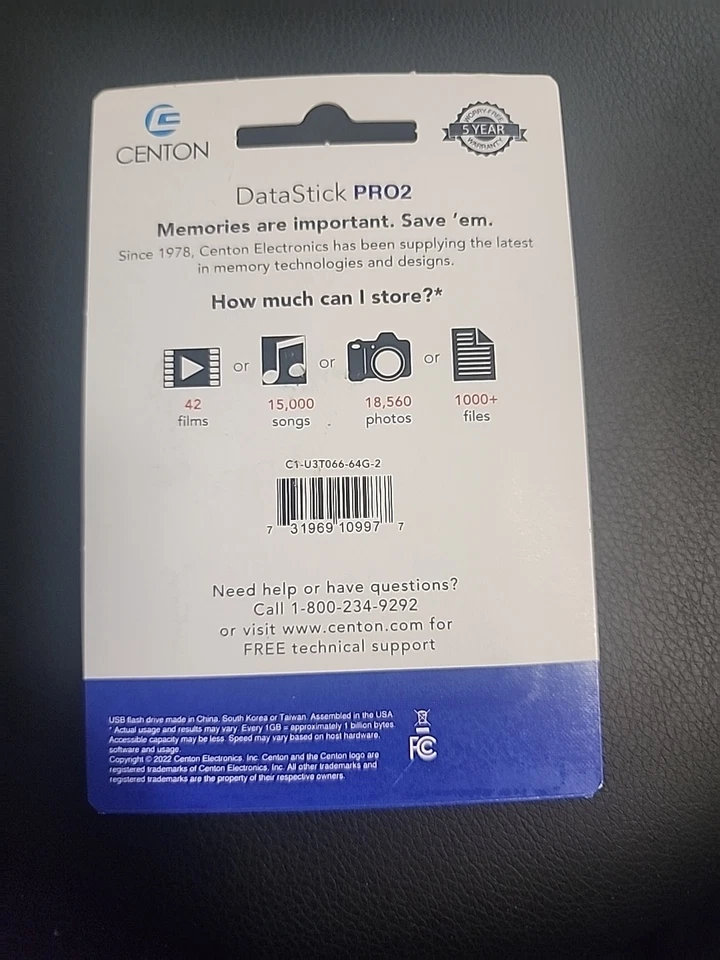 CENTON
WORRY-FREE
5 YEAR
WARRANTY
DataStick PRO2
Memories are important. Save 'em.
Since 1978, Centon Electronics has been supplying the latest
in memory technologies and designs.
How much can I store?*
or or or
42 15,000 18,560 1000+
films songs photos files
C1-U3T066-64G-2
7 31969 10997 7
Need help or have questions?
Call 1-800-234-9292
or visit www.centon.com for
FREE technical support
USB flash drive made in China, South Korea or Taiwan. Assembled in the USA
* Actual usage and results may vary. Every 1GB = approximately 1 billion bytes.
Accessible capacity may be less. Speed may vary based on host hardware,
software and usage.
Copyright © 2022 Centon Electronics, Inc. Centon and the Centon logo are
registered trademarks of Centon Electronics, Inc. All other trademarks and
registered trademarks are the property of their respective owners.
FC